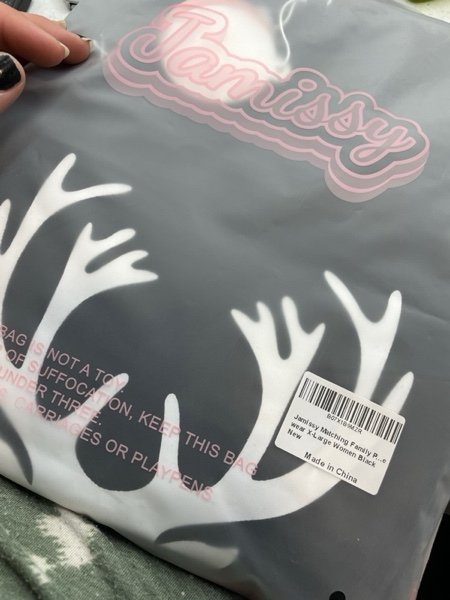 Jamissy
BAG IS NOT A TOY
OF SUFFOCATION, KEEP THIS BAG
UNDER THREE.
CARRIAGES OR PLAYPENS
Jamissy Matching Family P...e
wear X-Large Women Black
New
Made in China